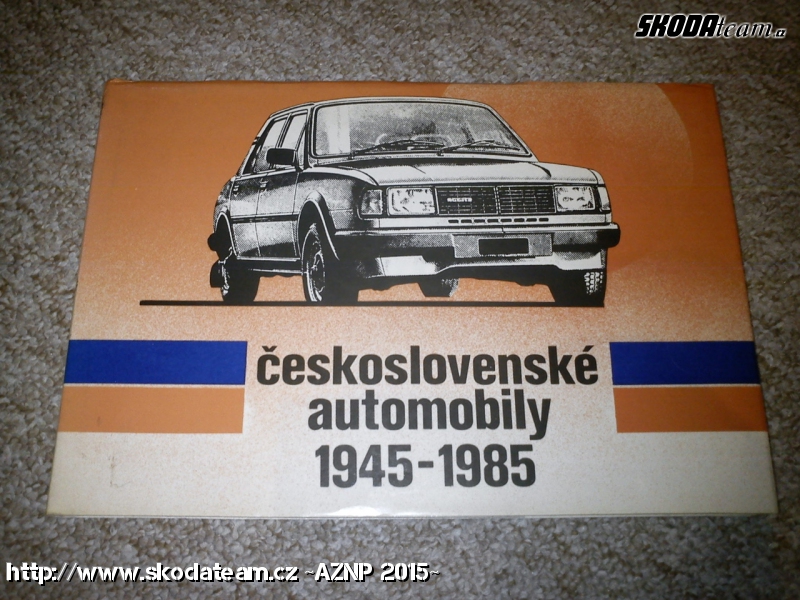 SKODAteam.cz
československé
automobily
1945-1985
http://www.skodateam.cz ~AZNP 2015~